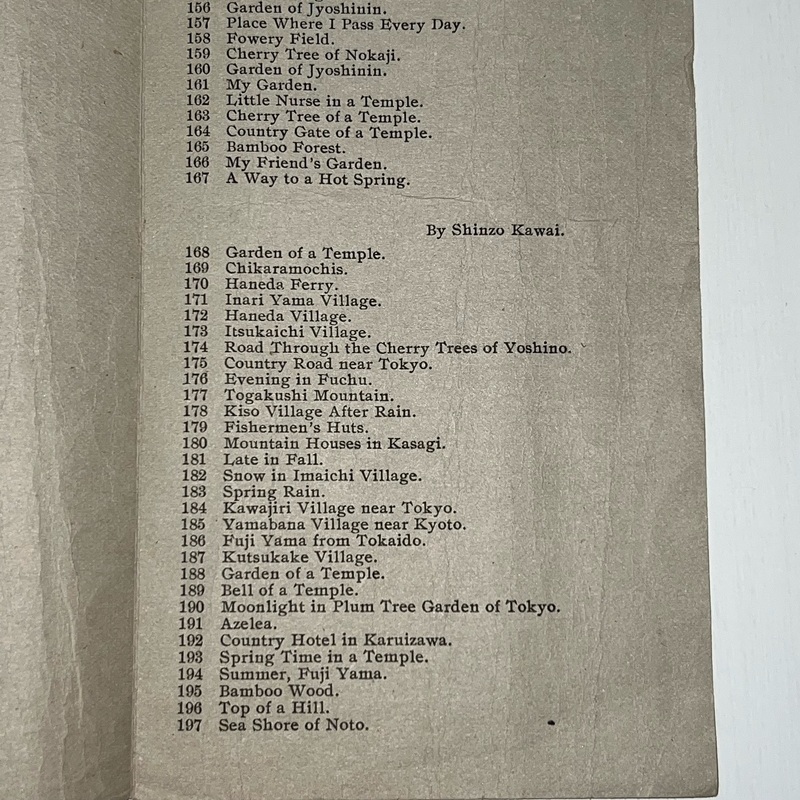 156 Garden of Jyoshinin.
157 Place Where I Pass Every Day.
158 Fowery Field.
159 Cherry Tree of Nokaji.
160 Garden of Jyoshinin.
161 My Garden.
162 Little Nurse in a Temple.
163 Cherry Tree of a Temple.
164 Country Gate of a Temple.
165 Bamboo Forest.
166 My Friend's Garden.
167 A Way to a Hot Spring.
By Shinzo Kawai.
168 Garden of a Temple.
169 Chikaramochis.
170 Haneda Ferry.
171 Inari Yama Village.
172 Haneda Village.
173 Itsukaichi Village.
174 Road Through the Cherry Trees of Yoshino.
175 Country Road near Tokyo.
176 Evening in Fuchu.
177 Togakushi Mountain.
178 Kiso Village After Rain.
179 Fishermen's Huts.
180 Mountain Houses in Kasagi.
181 Late in Fall.
182 Snow in Imaichi Village.
183 Spring Rain.
184 Kawajiri Village near Tokyo.
185 Yamabana Village near Kyoto.
186 Fuji Yama from Tokaido.
187 Kutsukake Village.
188 Garden of a Temple.
189 Bell of a Temple.
190 Moonlight in Plum Tree Garden of Tokyo.
191 Azelea.
192 Country Hotel in Karuizawa.
193 Spring Time in a Temple.
194 Summer, Fuji Yama.
195 Bamboo Wood.
196 Top of a Hill.
197 Sea Shore of Noto.